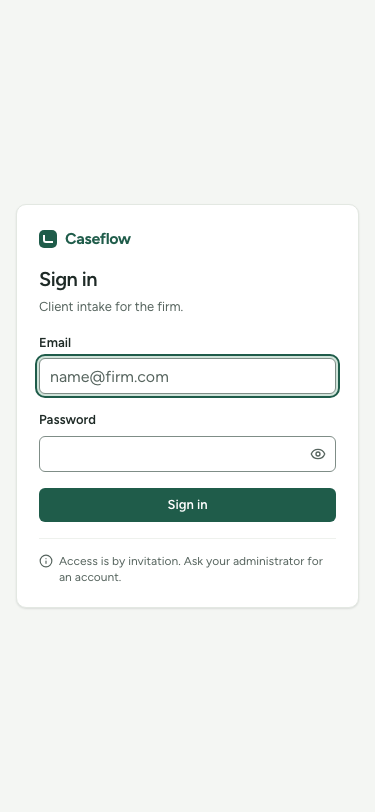 Caseflow
Sign in
Client intake for the firm.
Email
name@firm.com
Password
Sign in
Access is by invitation. Ask your administrator for
an account.